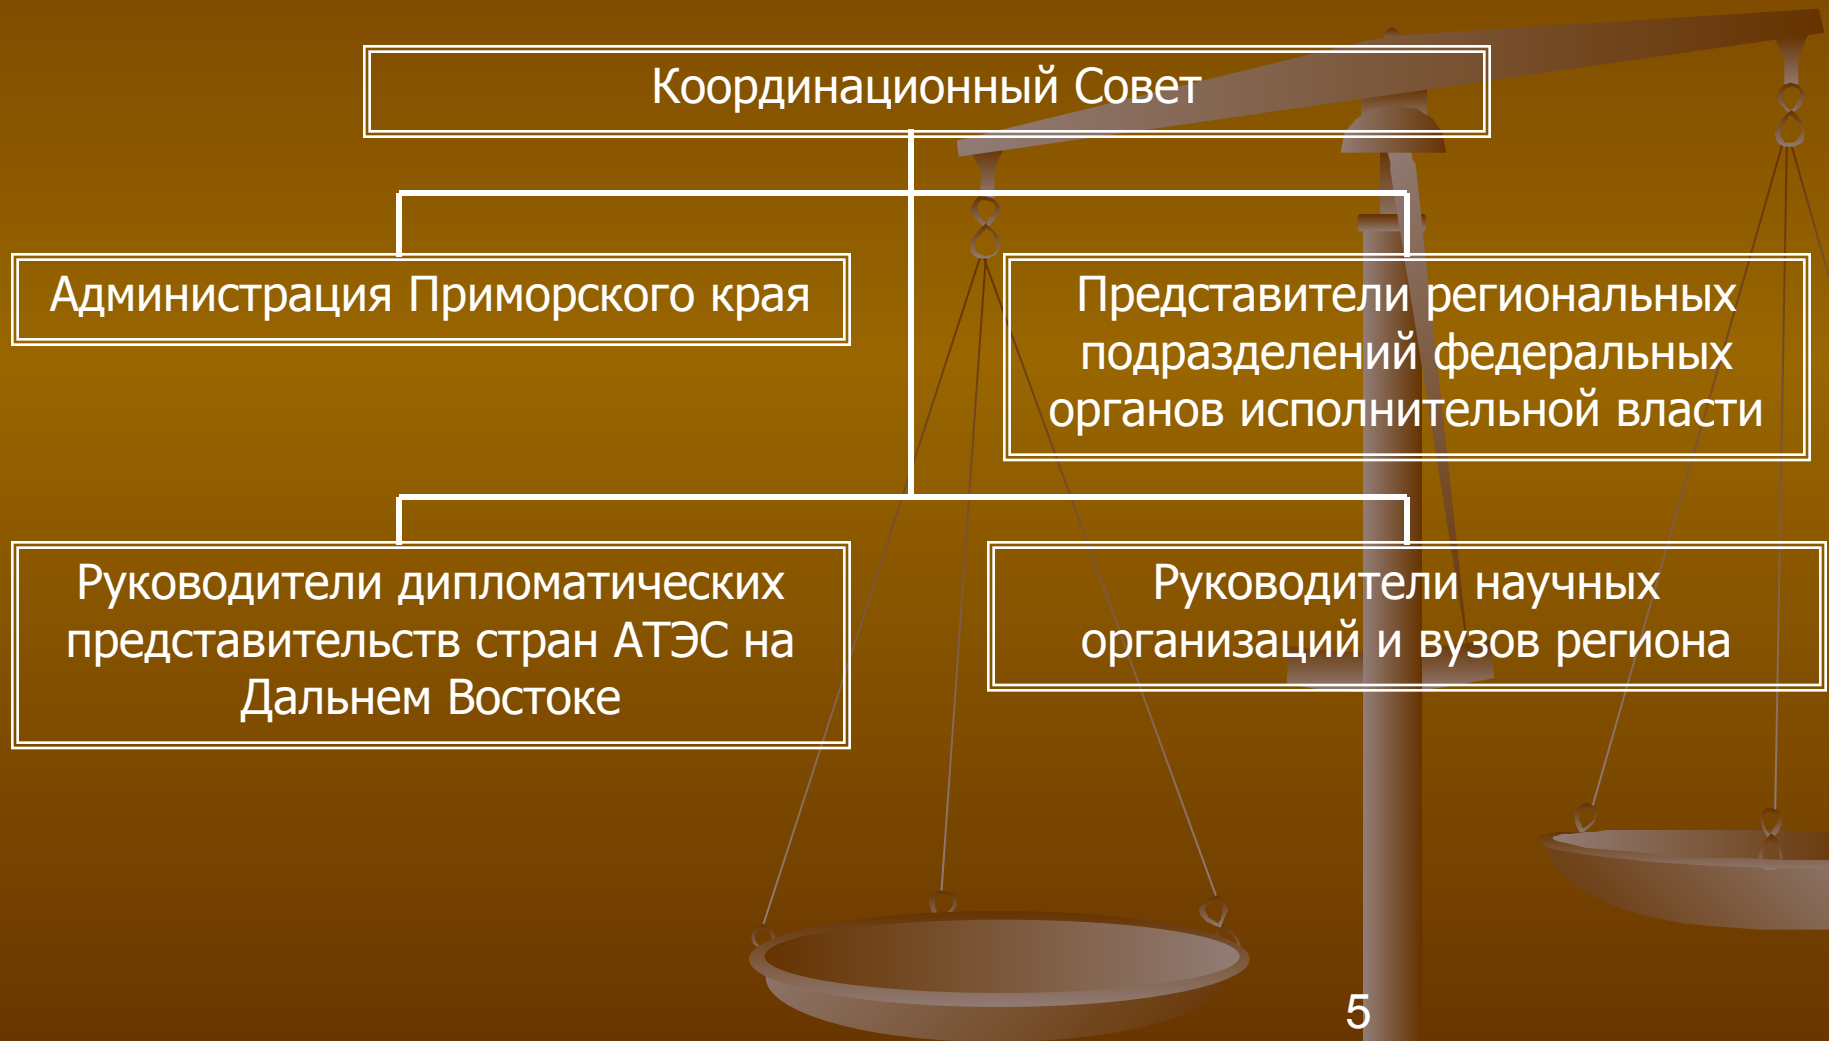 Координационный Совет
Администрация Приморского края
Представители региональных
подразделений федеральных
органов исполнительной власти
Руководители дипломатических
представительств стран АТЭС на
Дальнем Востоке
Руководители научных
организаций и вузов региона
5